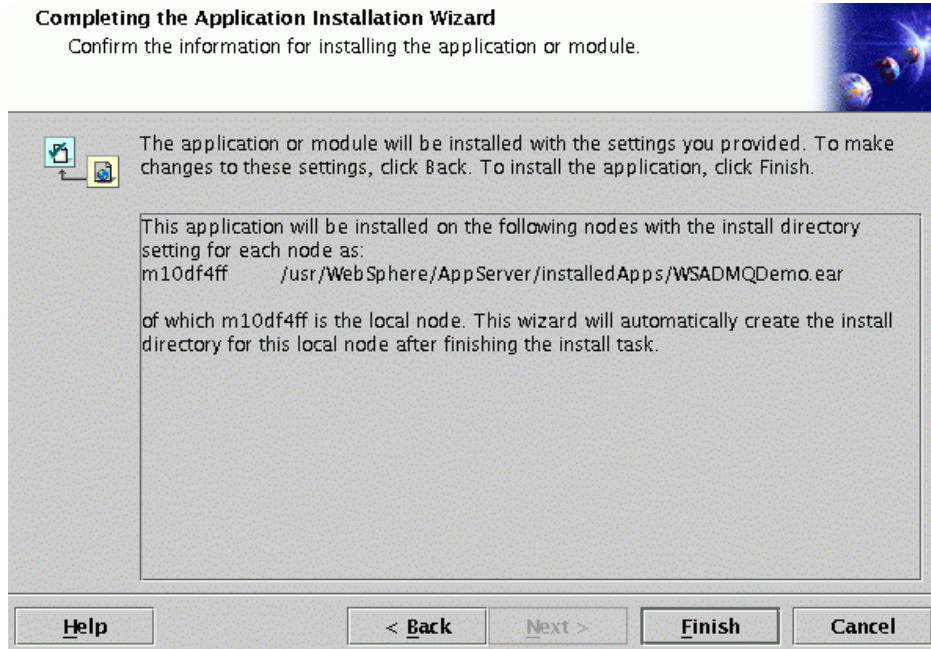 Completing the Application Installation Wizard
Confirm the information for installing the application or module.
The application or module will be installed with the settings you provided. To make
changes to these settings, click Back. To install the application, click Finish.
This application will be installed on the following nodes with the install directory
setting for each node as:
m10df4ff /usr/WebSphere/AppServer/installedApps/WSADMQDemo.ear
of which m10df4ff is the local node. This wizard will automatically create the install
directory for this local node after finishing the install task.
Help < Back Next > Finish Cancel